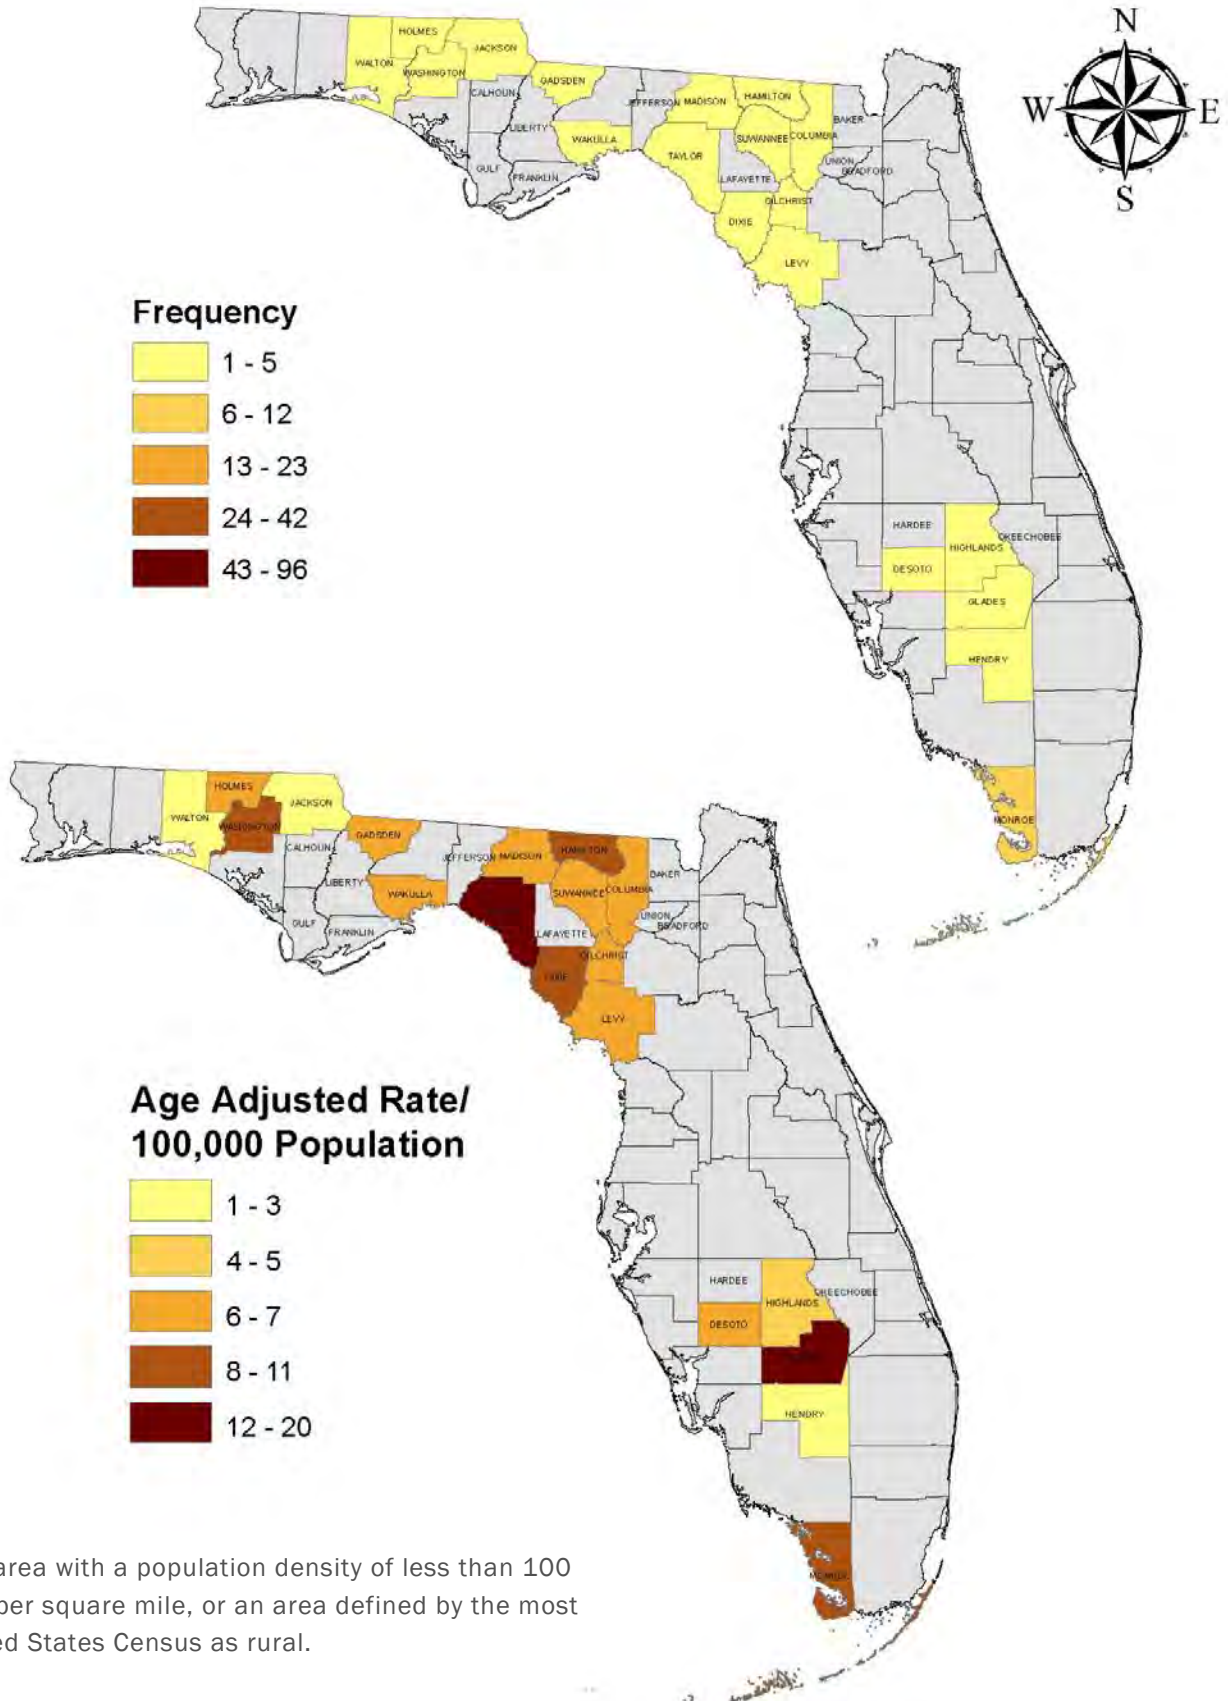 N
W
E
S
HOLMES
JACKSON
WALTON
WASHINGTON
GADSDEN
CALHOUN
LIBERTY
WAKULLA
GULF
FRANKLIN
JEFFERSON
MADISON
HAMILTON
TAYLOR
SUWANNEE
COLUMBIA
BAKER
UNION
BRADFORD
LAFAYETTE
GILCHRIST
DIXIE
LEVY
HARDEE
HIGHLANDS
OKEECHOBEE
DESOTO
GLADES
HENDRY
MONROE
Frequency
1 - 5
6 - 12
13 - 23
24 - 42
43 - 96
HOLMES
JACKSON
WALTON
WASHINGTON
GADSDEN
CALHOUN
LIBERTY
WAKULLA
GULF
FRANKLIN
JEFFERSON
MADISON
HAMILTON
SUWANNEE
COLUMBIA
BAKER
UNION
BRADFORD
LAFAYETTE
GILCHRIST
DIXIE
LEVY
HARDEE
HIGHLANDS
OKEECHOBEE
DESOTO
HENDRY
MONROE
Age Adjusted Rate/
100,000 Population
1 - 3
4 - 5
6 - 7
8 - 11
12 - 20
area with a population density of less than 100
per square mile, or an area defined by the most
ed States Census as rural.